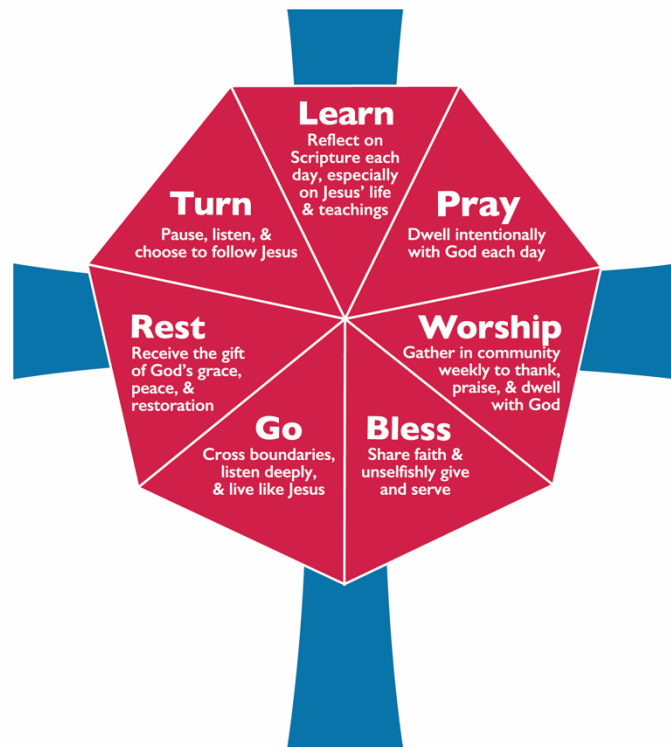 Learn
Reflect on
Scripture each
day, especially
on Jesus’ life
& teachings
Turn
Pause, listen, &
choose to follow Jesus
Pray
Dwell intentionally
with God each day
Rest
Receive the gift
of God’s grace,
peace, &
restoration
Worship
Gather in community
weekly to thank,
praise, & dwell
with God
Go
Cross boundaries,
listen deeply,
& live like Jesus
Bless
Share faith &
unselfishly give
and serve